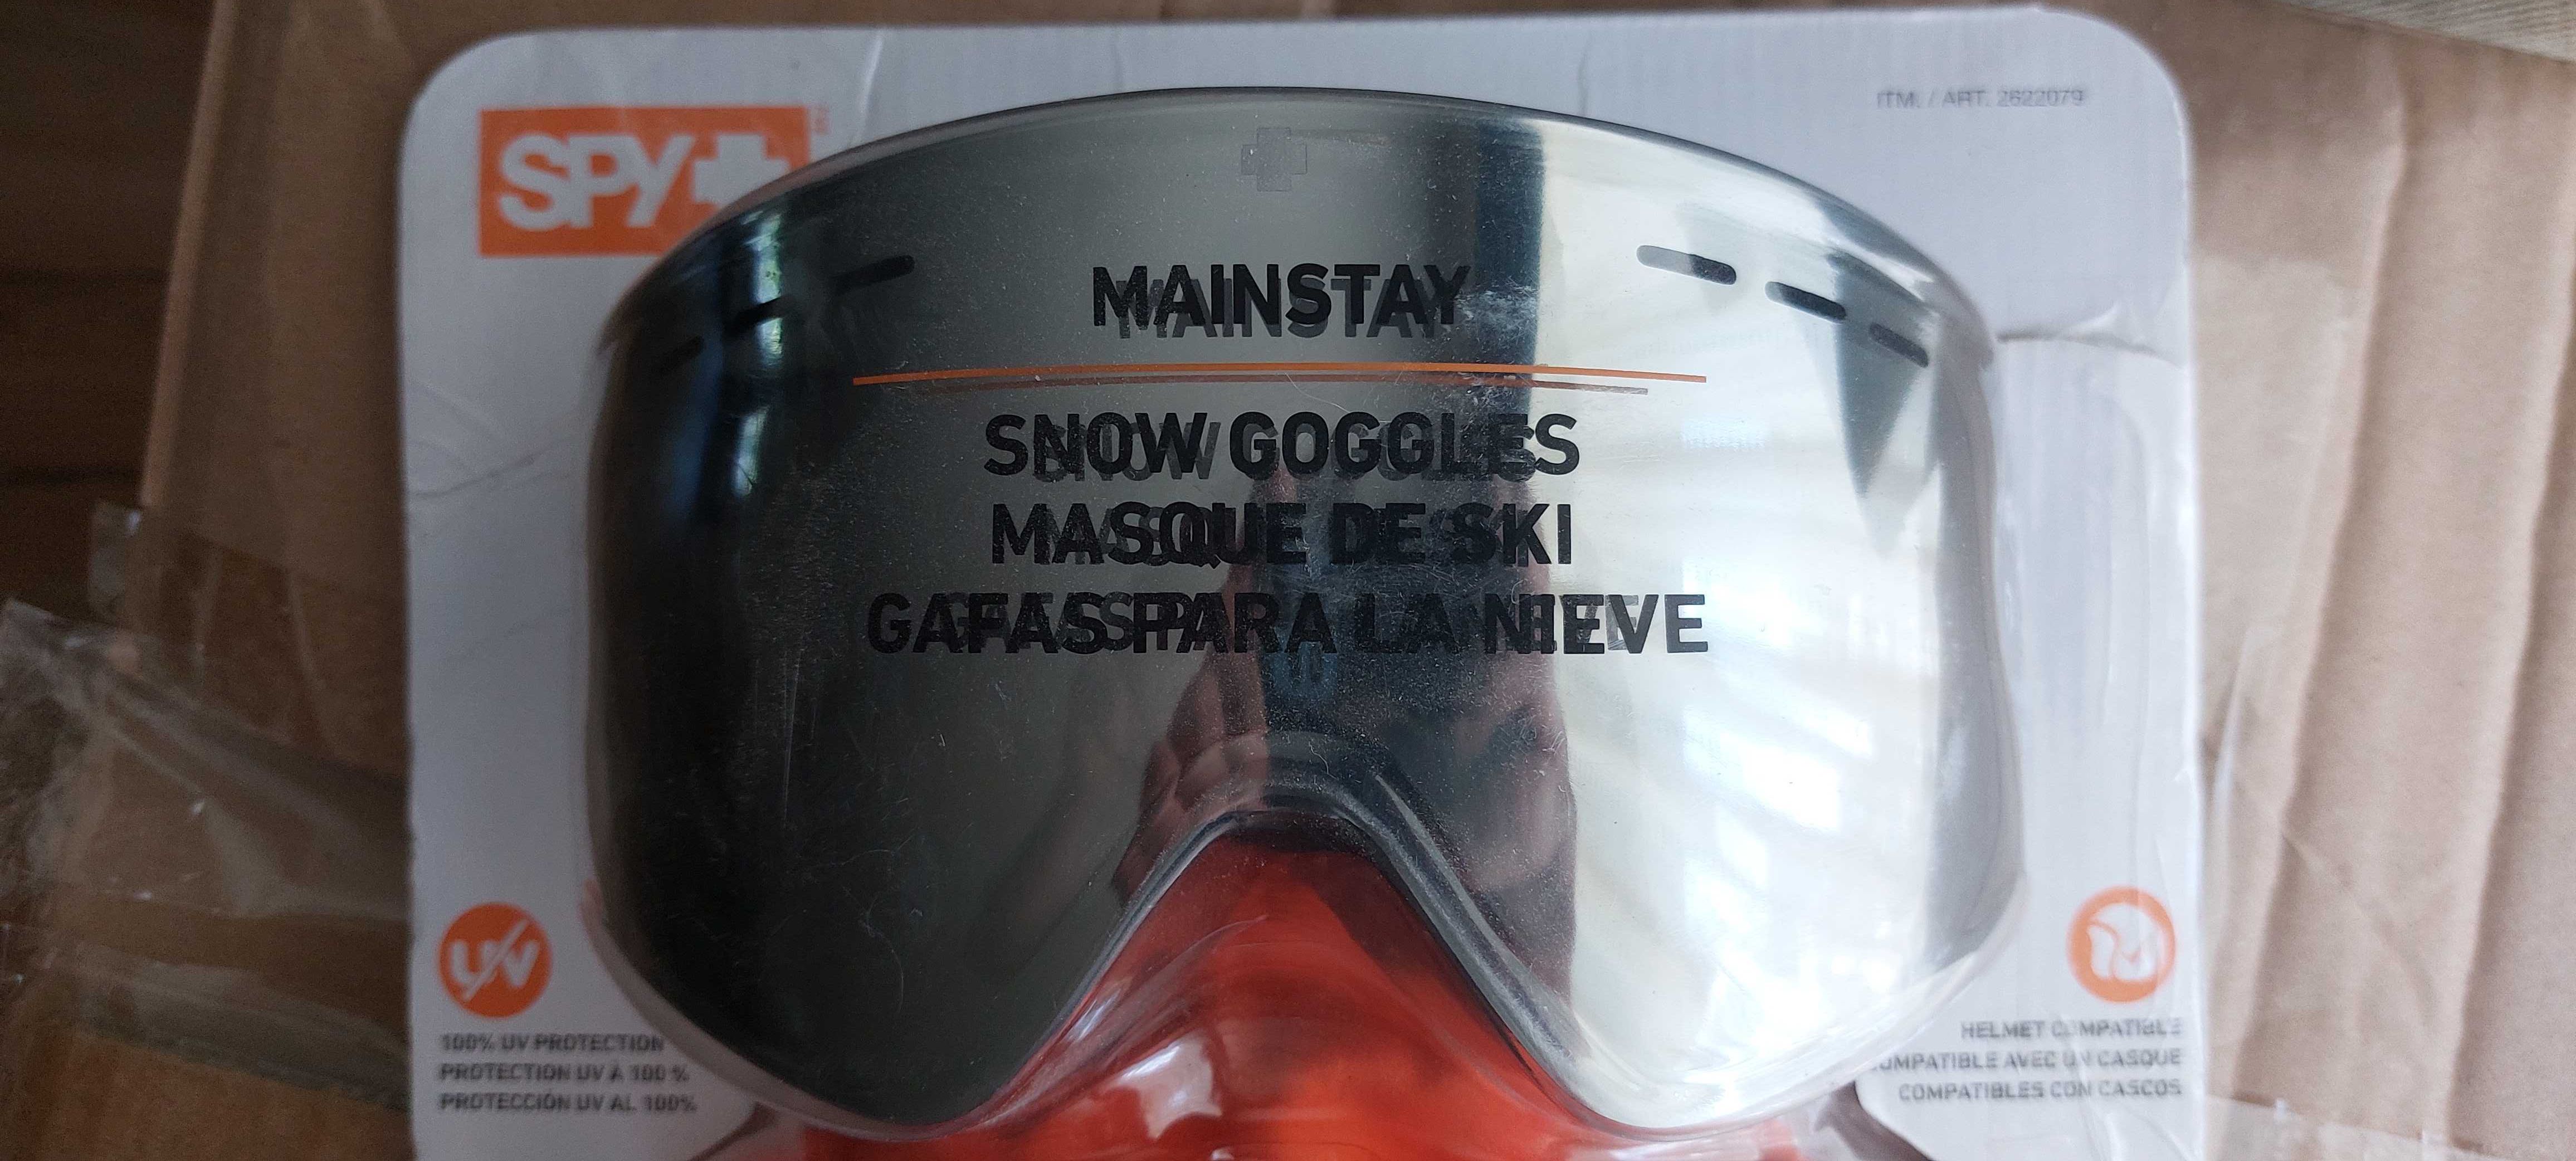 SPY+
ITM. / ART. 2622079
MAINSTAY
SNOW GOGGLES
MASQUE DE SKI
GAFAS PARA LA NIEVE
UV
100% UV PROTECTION
PROTECTION UV À 100 %
PROTECCIÓN UV AL 100%
HELMET COMPATIBLE
COMPATIBLE AVEC UN CASQUE
COMPATIBLES CON CASCOS